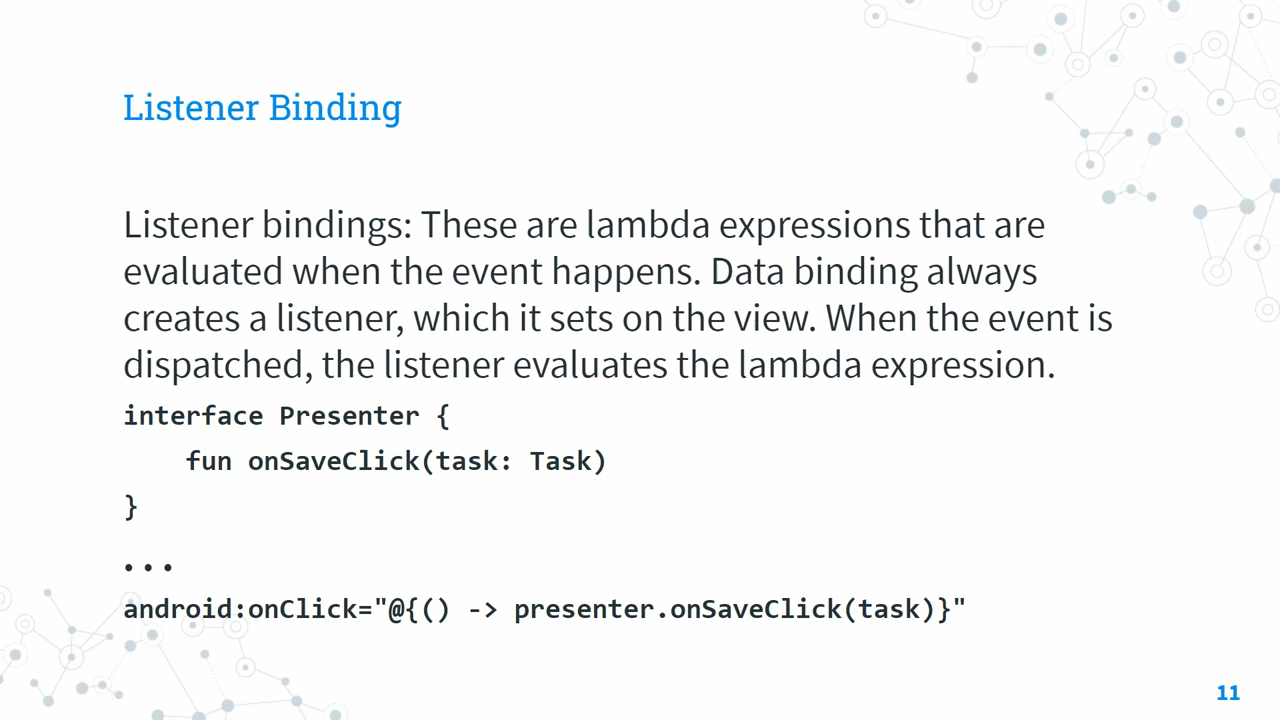 Listener Binding
Listener bindings: These are lambda expressions that are
evaluated when the event happens. Data binding always
creates a listener, which it sets on the view. When the event is
dispatched, the listener evaluates the lambda expression.
interface Presenter {
    fun onSaveClick(task: Task)
}
...
android:onClick="@{() -> presenter.onSaveClick(task)}"
11